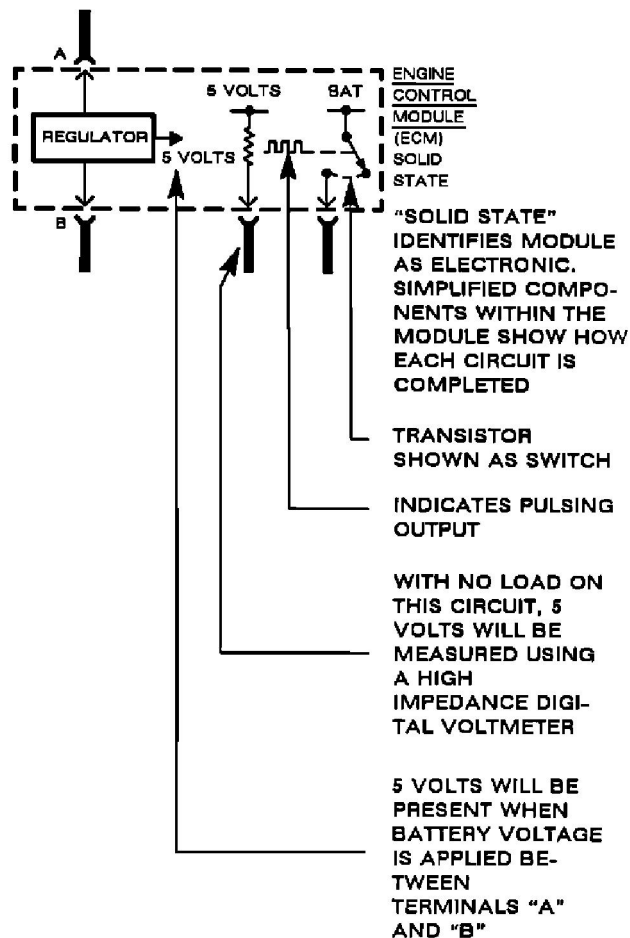 A
5 VOLTS
BAT
REGULATOR
5 VOLTS
B
ENGINE
CONTROL
MODULE
(ECM)
SOLID
STATE
"SOLID STATE"
IDENTIFIES MODULE
AS ELECTRONIC.
SIMPLIFIED COMPO-
NENTS WITHIN THE
MODULE SHOW HOW
EACH CIRCUIT IS
COMPLETED
TRANSISTOR
SHOWN AS SWITCH
INDICATES PULSING
OUTPUT
WITH NO LOAD ON
THIS CIRCUIT, 5
VOLTS WILL BE
MEASURED USING
A HIGH
IMPEDANCE DIGI-
TAL VOLTMETER
5 VOLTS WILL BE
PRESENT WHEN
BATTERY VOLTAGE
IS APPLIED BE-
TWEEN
TERMINALS "A"
AND "B"